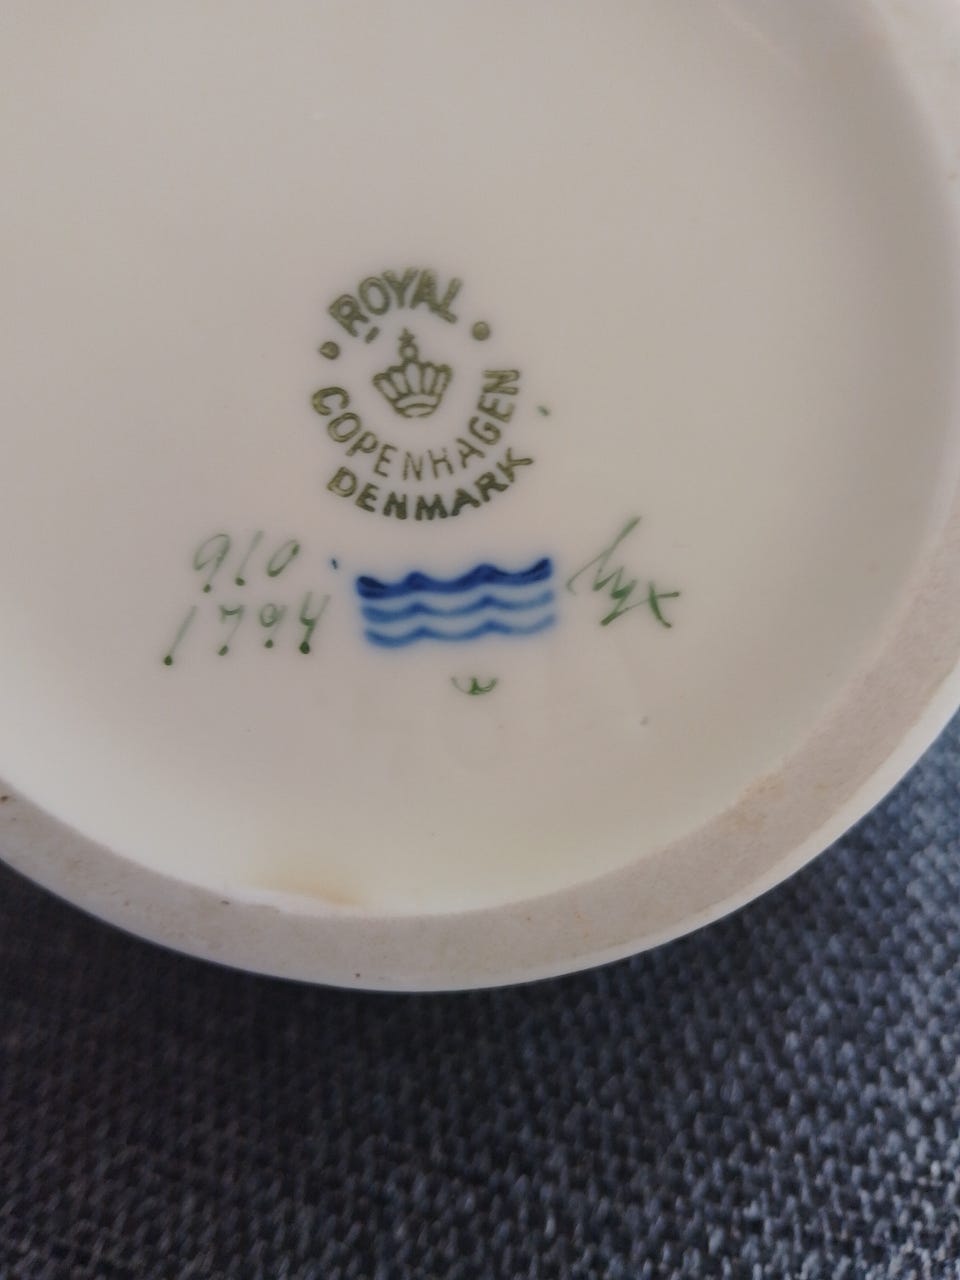 ROYAL
COPENHAGEN
DENMARK
910
1794